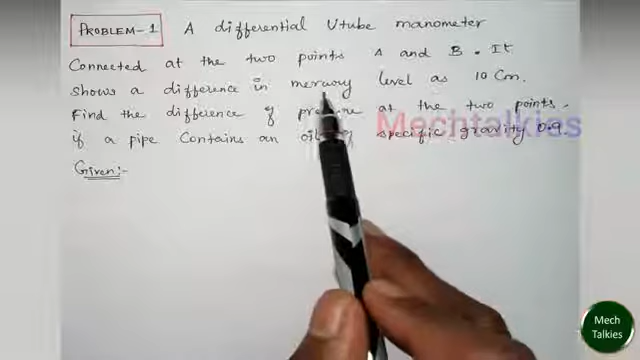 PROBLEM-1 A differential Utube manometer
Connected at the two points A and B. It
shows a difference in mercury level as 10 Cm.
Find the difference of pressure at the two points.
if a pipe Contains an oil of specific gravity 0.9
Mechtalkies
Given:-
Mech
Talkies